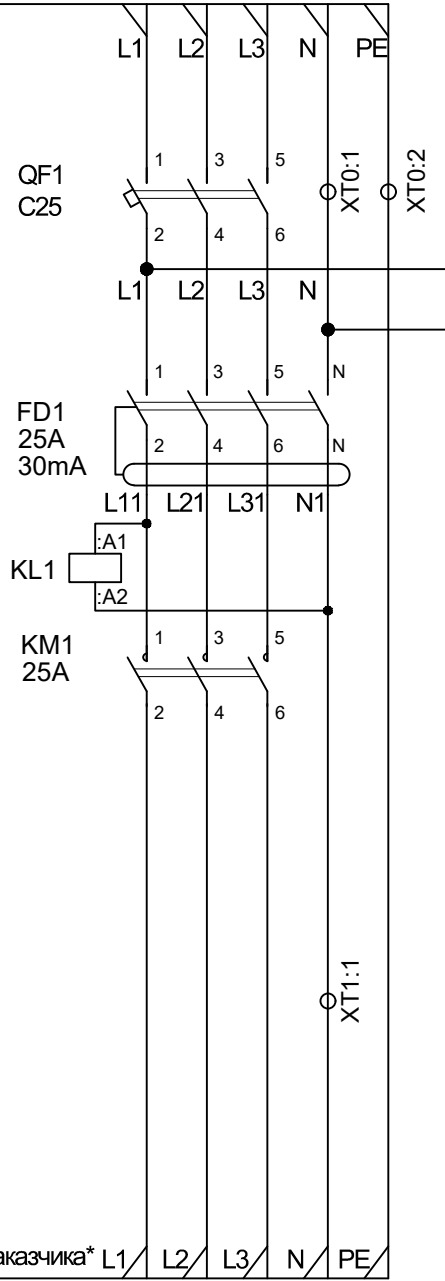 L1 L2 L3 N PE
1 3 5
QF1
C25
XT0:1
XT0:2
2 4 6
L1 L2 L3 N
1 3 5 N
FD1
25A
30mA
2 4 6 N
L11 L21 L31 N1
:A1
KL1
:A2
KM1
25A
1 3 5
2 4 6
XT1:1
L1 L2 L3 N PE